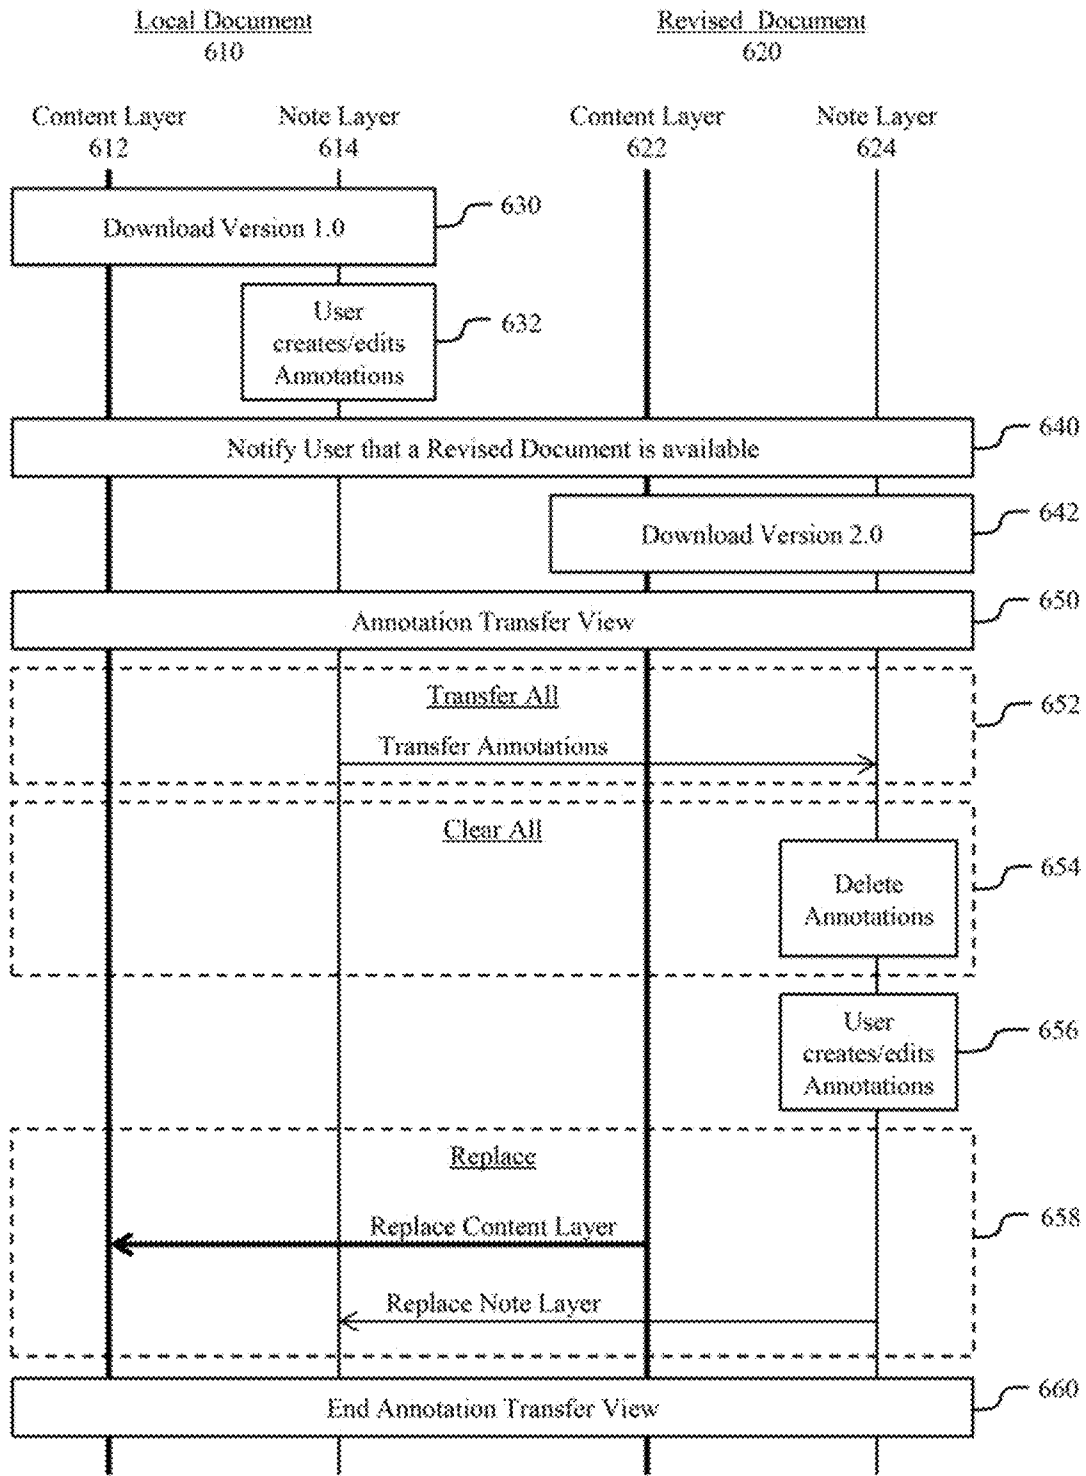 Local Document
610
Revised Document
620
Content Layer
612
Note Layer
614
Content Layer
622
Note Layer
624
Download Version 1.0
630
User
creates/edits
Annotations
632
Notify User that a Revised Document is available
640
Download Version 2.0
642
Annotation Transfer View
650
Transfer All
Transfer Annotations
652
Clear All
Delete
Annotations
654
User
creates/edits
Annotations
656
Replace
Replace Content Layer
Replace Note Layer
658
End Annotation Transfer View
660